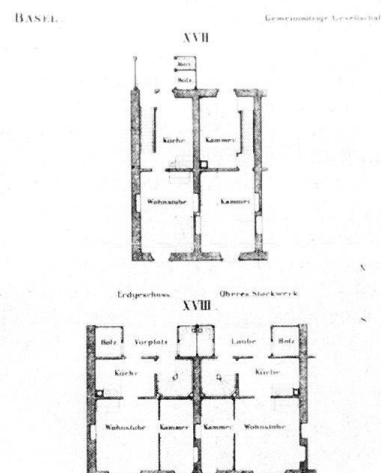 BASEL
Gemeinnützige Gesellschaft
XVII
Holz
Holz
Küche Kammer
Wohnstube Kammer
Erdgeschoss Oberes Stockwerk
XVIII
Holz Vorplatz Laube Holz
Küche Küche
Wohnstube Kammer Kammer Wohnstube